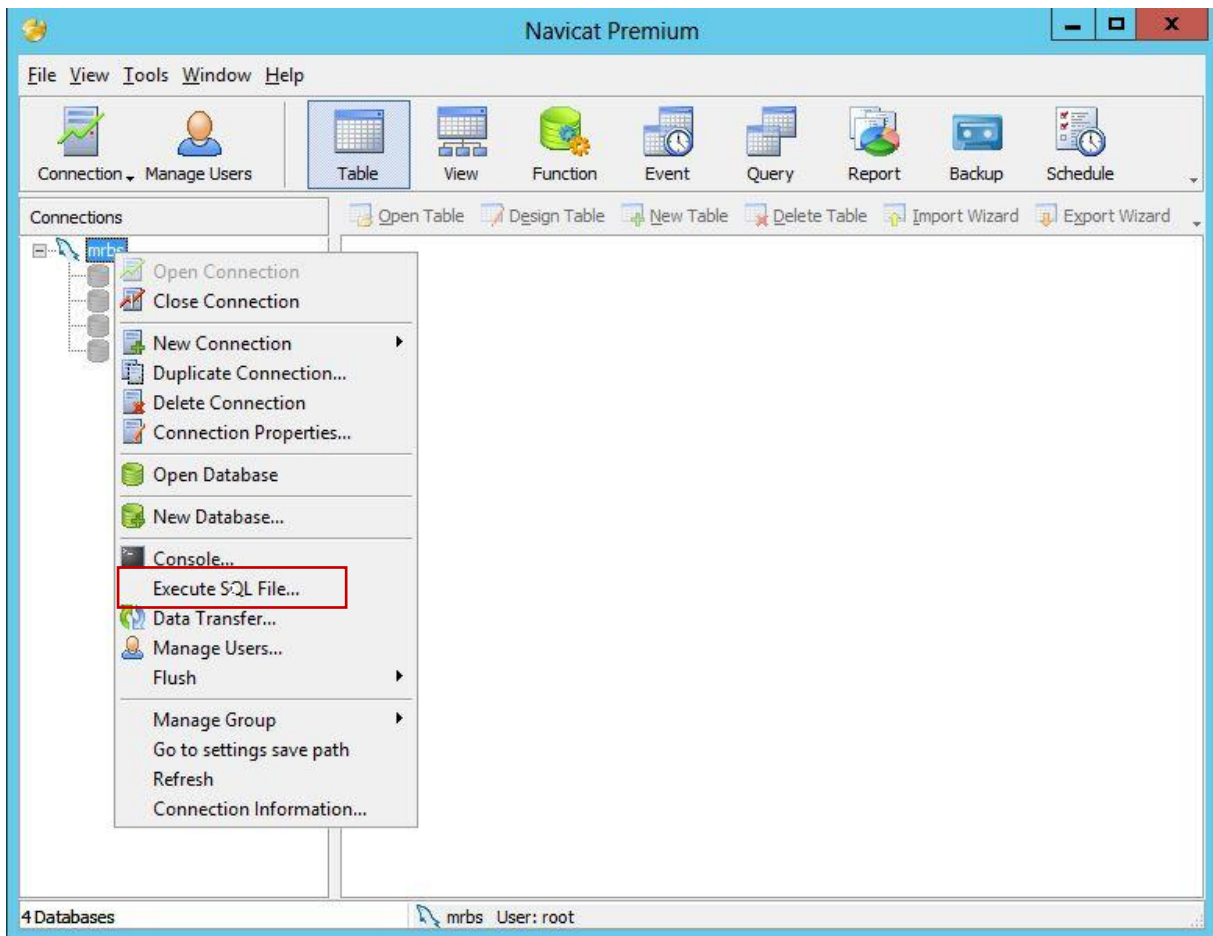 Navicat Premium
File View Tools Window Help
Connection Manage Users Table View Function Event Query Report Backup Schedule
Connections Open Table Design Table New Table Delete Table Import Wizard Export Wizard
mrbs
Open Connection
Close Connection
New Connection
Duplicate Connection...
Delete Connection
Connection Properties...
Open Database
New Database...
Console...
Execute SQL File...
Data Transfer...
Manage Users...
Flush
Manage Group
Go to settings save path
Refresh
Connection Information...
4 Databases mrbs User: root